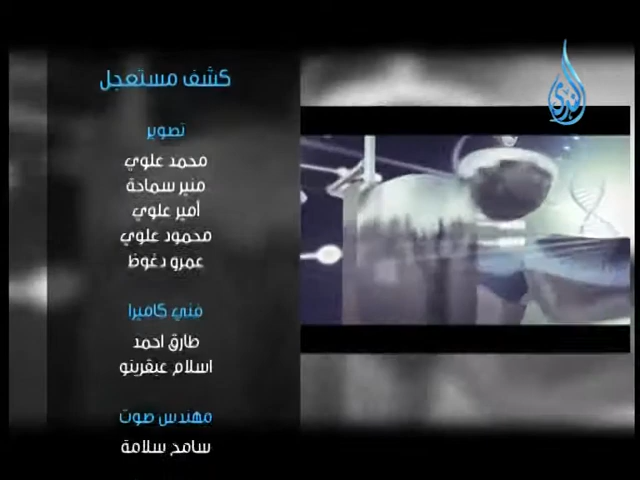 كشف مستعجل
تصوير
محمد علوي
منير سماحة
أمير علوي
محمود علوي
عمرو دغوظ
فني كاميرا
طارق احمد
اسلام عبقرينو
مهندس صوت
سامح سلامة
الندى